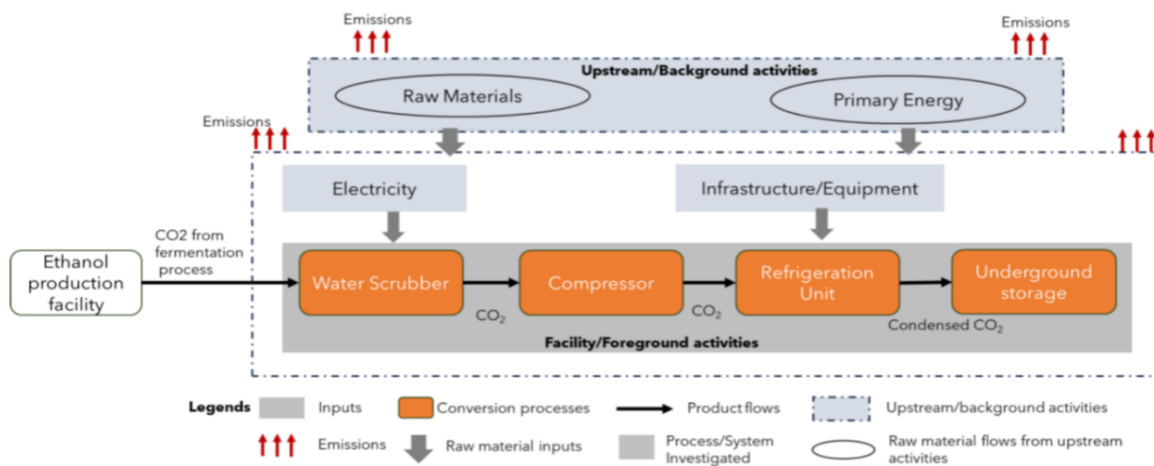 Emissions
Emissions
Upstream/Background activities
Raw Materials
Primary Energy
Emissions
Electricity
Infrastructure/Equipment
CO2 from
fermentation
process
Ethanol
production
facility
Water Scrubber
Compressor
Refrigeration
Unit
Underground
storage
CO₂
CO₂
Condensed CO₂
Facility/Foreground activities
Legends
Inputs
Conversion processes
Product flows
Upstream/background activities
Emissions
Raw material inputs
Process/System
Investigated
Raw material flows from upstream
activities